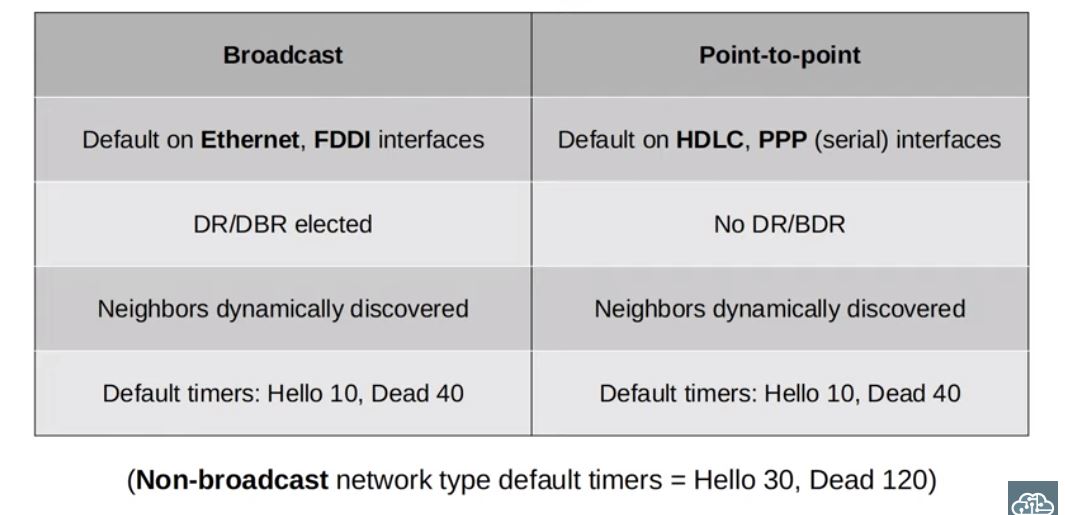 Broadcast
Point-to-point
Default on Ethernet, FDDI interfaces
Default on HDLC, PPP (serial) interfaces
DR/DBR elected
No DR/BDR
Neighbors dynamically discovered
Neighbors dynamically discovered
Default timers: Hello 10, Dead 40
Default timers: Hello 10, Dead 40
(Non-broadcast network type default timers = Hello 30, Dead 120)